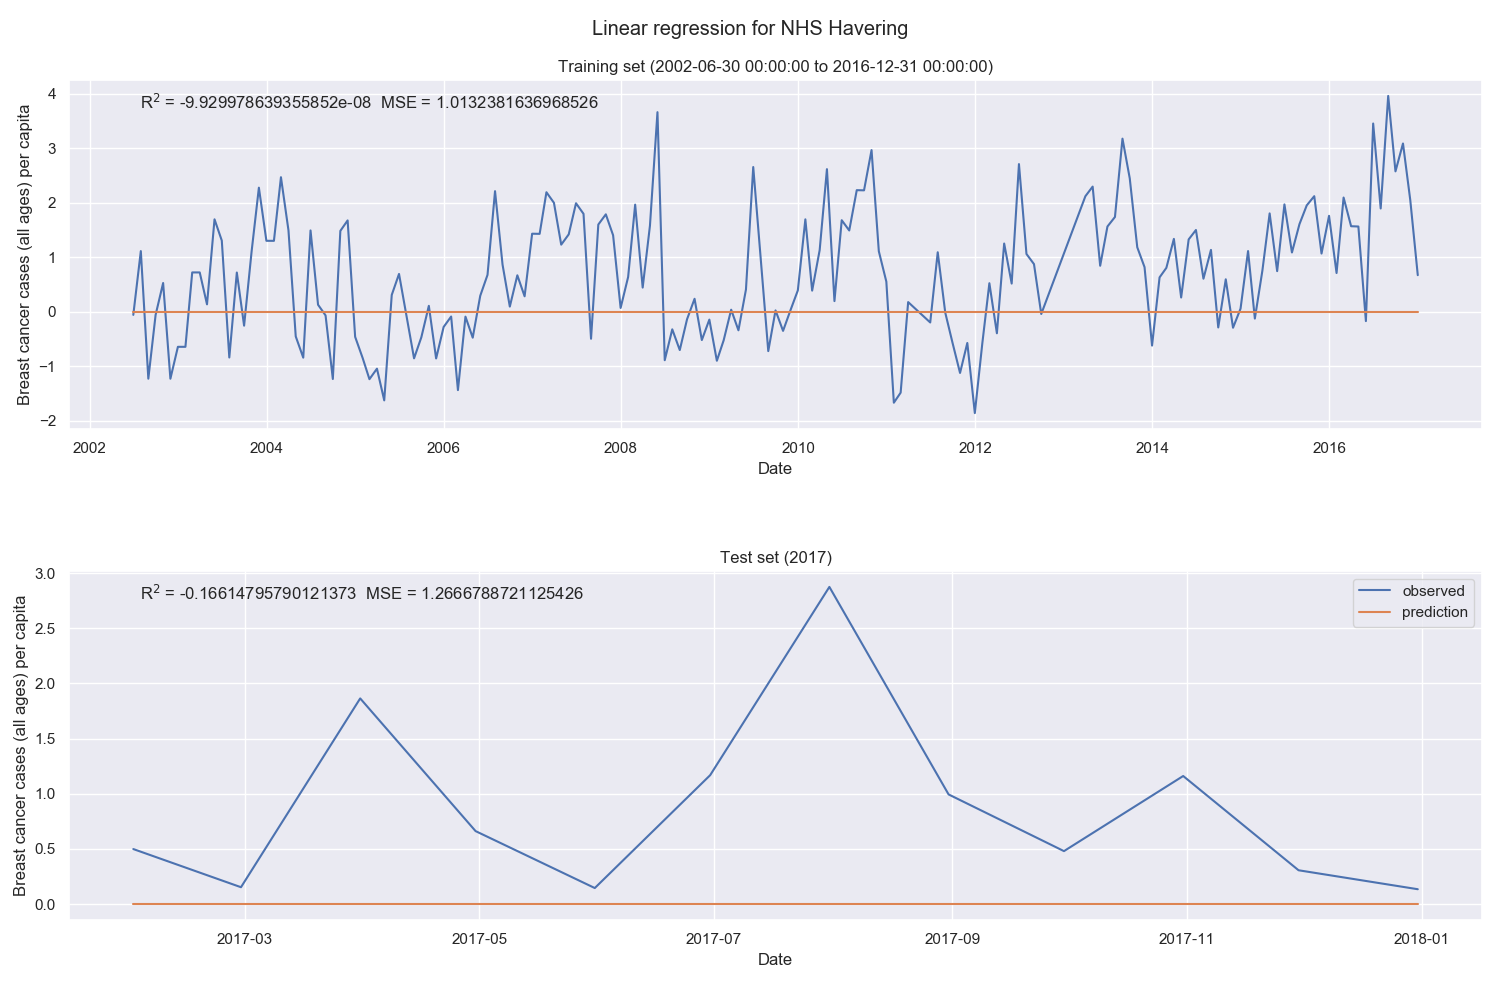 Linear regression for NHS Havering
Training set (2002-06-30 00:00:00 to 2016-12-31 00:00:00)
R² = -9.929978639355852e-08 MSE = 1.0132381636968526
Breast cancer cases (all ages) per capita
4
3
2
1
0
−1
−2
2002 2004 2006 2008 2010 2012 2014 2016
Date
Test set (2017)
R² = -0.16614795790121373 MSE = 1.2666788721125426
observed
prediction
Breast cancer cases (all ages) per capita
3.0
2.5
2.0
1.5
1.0
0.5
0.0
2017-03 2017-05 2017-07 2017-09 2017-11 2018-01
Date